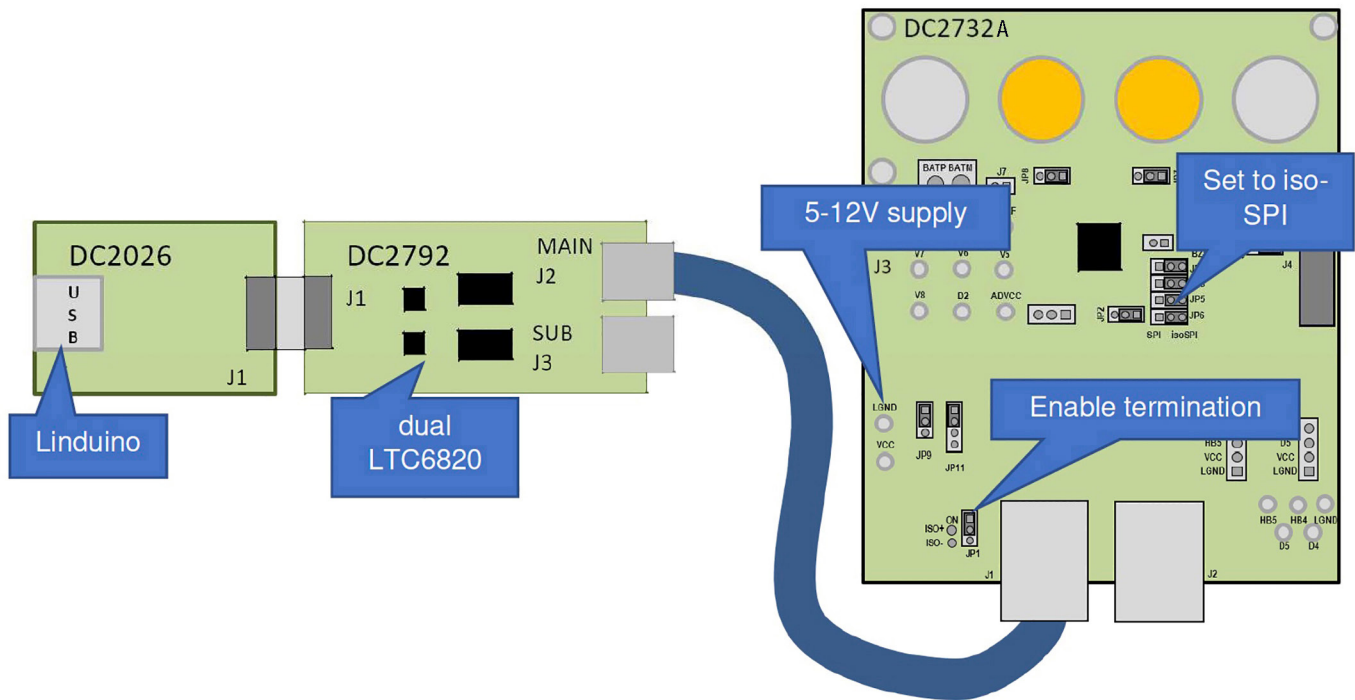 DC2026
U
S
B
J1
Linduino
DC2792
J1
MAIN
J2
SUB
J3
dual
LTC6820
DC2732A
BATP BATM
J7
JP8
5-12V supply
F
Set to iso-
SPI
J3
V7
V6
V5
V8
D2
ADVCC
JP2
JP5
JP6
SPI
isoSPI
J4
LGND
VCC
JP9
JP11
Enable termination
HB5
VCC
LGND
D5
VCC
LGND
ON
ISO+
ISO-
JP1
J1
J2
HB5
HB4
LGND
D5
D4